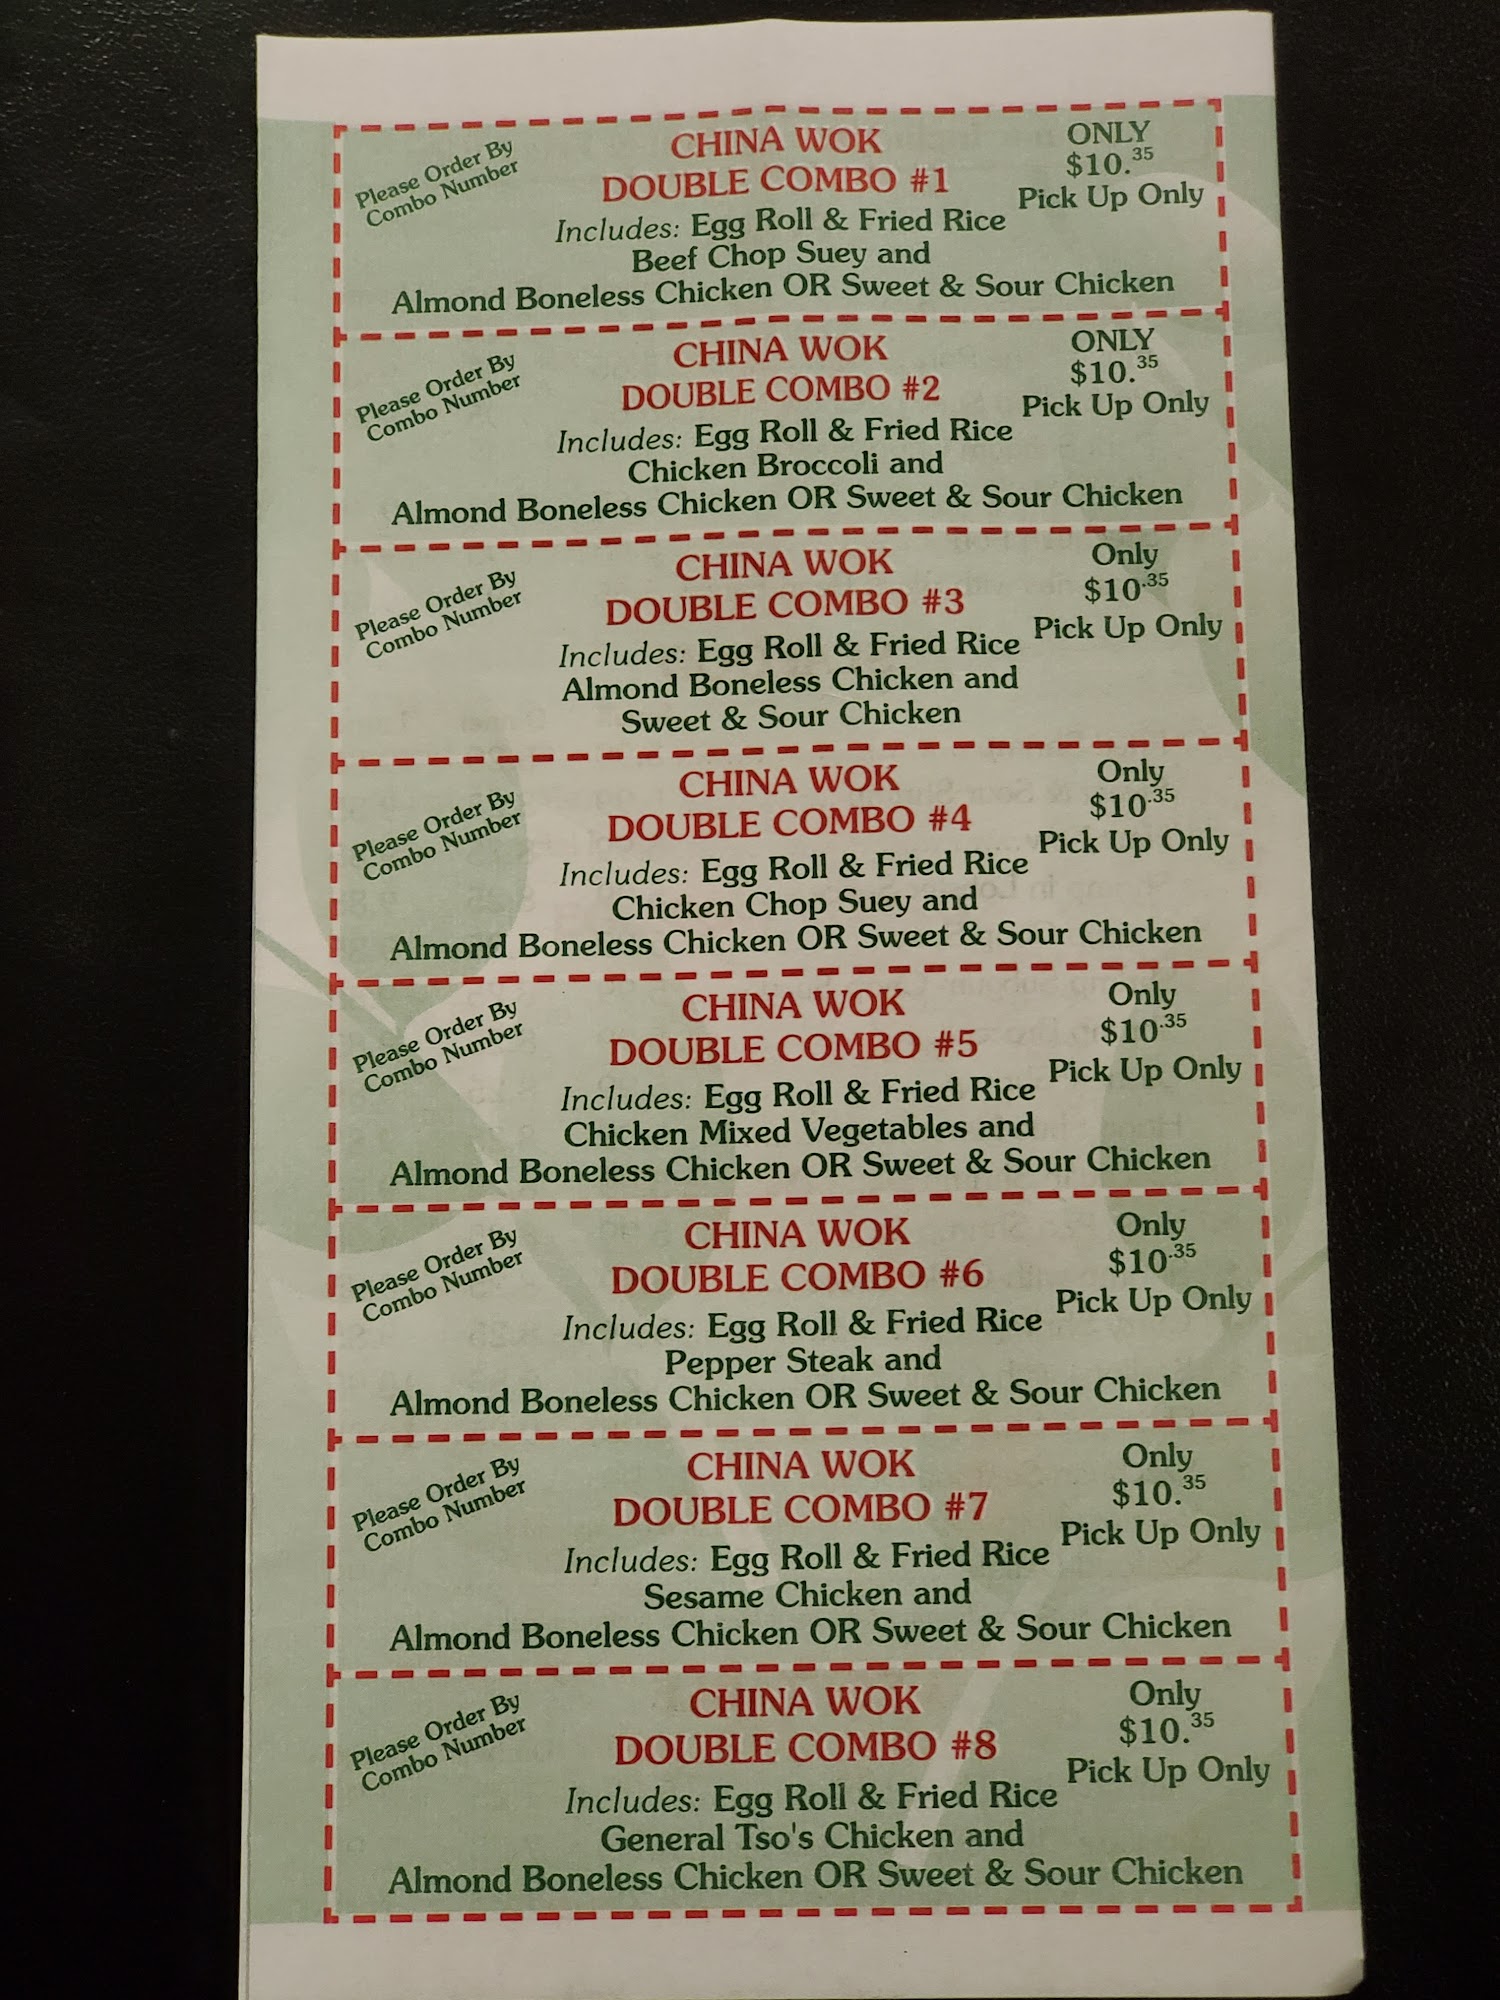 Please Order By
Combo Number
CHINA WOK
DOUBLE COMBO #1
ONLY
$10.35
Pick Up Only
Includes: Egg Roll & Fried Rice
Beef Chop Suey and
Almond Boneless Chicken OR Sweet & Sour Chicken
Please Order By
Combo Number
CHINA WOK
DOUBLE COMBO #2
ONLY
$10.35
Pick Up Only
Includes: Egg Roll & Fried Rice
Chicken Broccoli and
Almond Boneless Chicken OR Sweet & Sour Chicken
Please Order By
Combo Number
CHINA WOK
DOUBLE COMBO #3
Only
$10.35
Pick Up Only
Includes: Egg Roll & Fried Rice
Almond Boneless Chicken and
Sweet & Sour Chicken
Please Order By
Combo Number
CHINA WOK
DOUBLE COMBO #4
Only
$10.35
Pick Up Only
Includes: Egg Roll & Fried Rice
Chicken Chop Suey and
Almond Boneless Chicken OR Sweet & Sour Chicken
Please Order By
Combo Number
CHINA WOK
DOUBLE COMBO #5
Only
$10.35
Pick Up Only
Includes: Egg Roll & Fried Rice
Chicken Mixed Vegetables and
Almond Boneless Chicken OR Sweet & Sour Chicken
Please Order By
Combo Number
CHINA WOK
DOUBLE COMBO #6
Only
$10.35
Pick Up Only
Includes: Egg Roll & Fried Rice
Pepper Steak and
Almond Boneless Chicken OR Sweet & Sour Chicken
Please Order By
Combo Number
CHINA WOK
DOUBLE COMBO #7
Only
$10.35
Pick Up Only
Includes: Egg Roll & Fried Rice
Sesame Chicken and
Almond Boneless Chicken OR Sweet & Sour Chicken
Please Order By
Combo Number
CHINA WOK
DOUBLE COMBO #8
Only
$10.35
Pick Up Only
Includes: Egg Roll & Fried Rice
General Tso's Chicken and
Almond Boneless Chicken OR Sweet & Sour Chicken